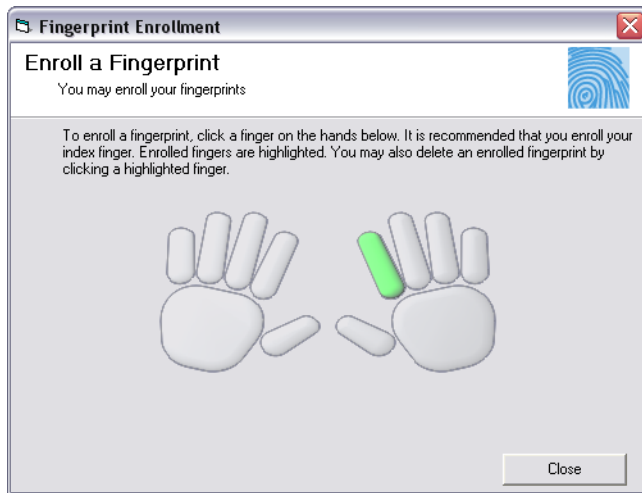 Fingerprint Enrollment
Enroll a Fingerprint
You may enroll your fingerprints
To enroll a fingerprint, click a finger on the hands below. It is recommended that you enroll your
index finger. Enrolled fingers are highlighted. You may also delete an enrolled fingerprint by
clicking a highlighted finger.
Close